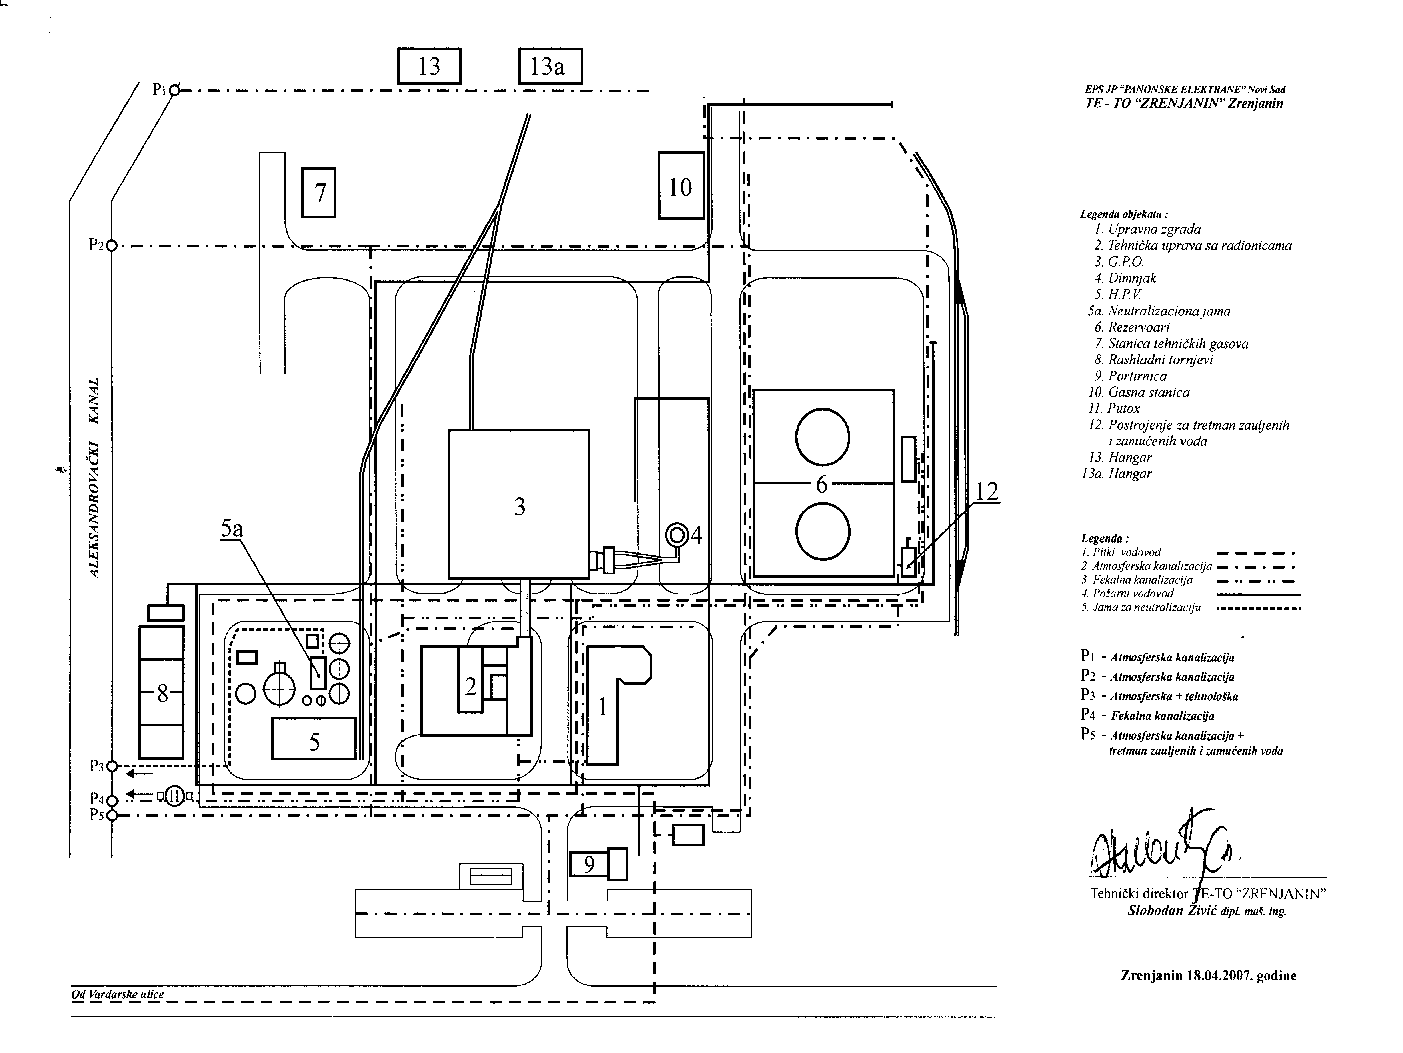 13
13a
P1
7
10
P2
ALEKSANDROVAČKI KANAL
3
6
12
4
5a
8
2
1
5
P3
P4
11
P5
9
Od Vardarske ulice
EPS JP "PANONSKE ELEKTRANE" Novi Sad
TE - TO "ZRENJANIN" Zrenjanin
Legenda objekata :
1. Upravna zgrada
2. Tehnička uprava sa radionicama
3. G.P.O.
4. Dimnjak
5. H.P.V.
5a. Neutralizaciona jama
6. Rezervoari
7. Stanica tehničkih gasova
8. Rashladni tornjevi
9. Portirnica
10. Gasna stanica
11. Putox
12. Postrojenje za tretman zauljenih
i zamućenih voda
13. Hangar
13a. Hangar
Legenda :
1. Pitki vodovod
2 Atmosferska kanalizacija
3 Fekalna kanalizacija
4. Požarni vodovod
5. Jama za neutralizaciju
P1 - Atmosferska kanalizacija
P2 - Atmosferska kanalizacija
P3 - Atmosferska + tehnološka
P4 - Fekalna kanalizacija
P5 - Atmosferska kanalizacija +
tretman zauljenih i zamućenih voda
Tehnički direktor TE-TO "ZRENJANIN"
Slobodan Živić dipl. maš. ing.
Zrenjanin 18.04.2007. godine